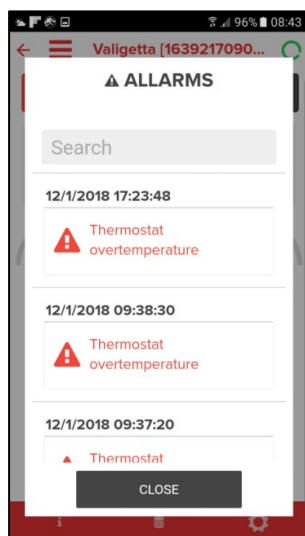 96% 08:43
Valigetta [1639217090...
ALLARMS
Search
12/1/2018 17:23:48
Thermostat
overtemperature
12/1/2018 09:38:30
Thermostat
overtemperature
12/1/2018 09:37:20
Thermostat
CLOSE